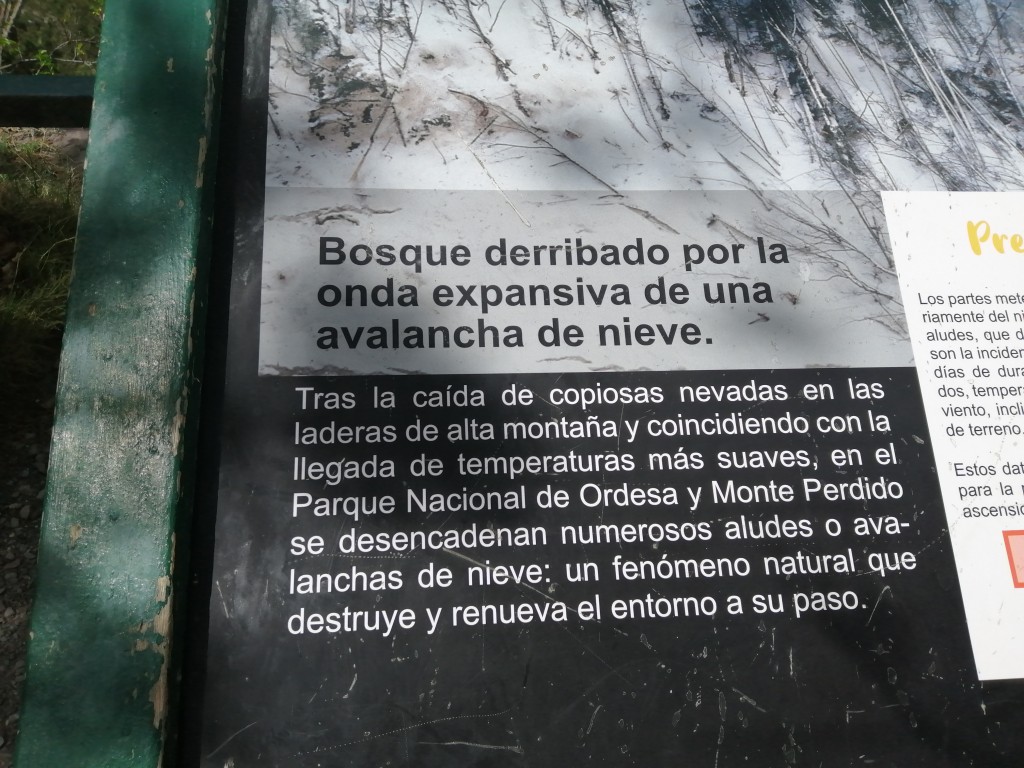 Bosque derribado por la
onda expansiva de una
avalancha de nieve.
Tras la caída de copiosas nevadas en las
laderas de alta montaña y coincidiendo con la
llegada de temperaturas más suaves, en el
Parque Nacional de Ordesa y Monte Perdido
se desencadenan numerosos aludes o ava-
lanchas de nieve: un fenómeno natural que
destruye y renueva el entorno a su paso.
Pre
Los partes mete
riamente del ni
aludes, que d
son la inciden
días de dura
dos, temper
viento, incli
de terreno.
Estos dat
para la
ascensio